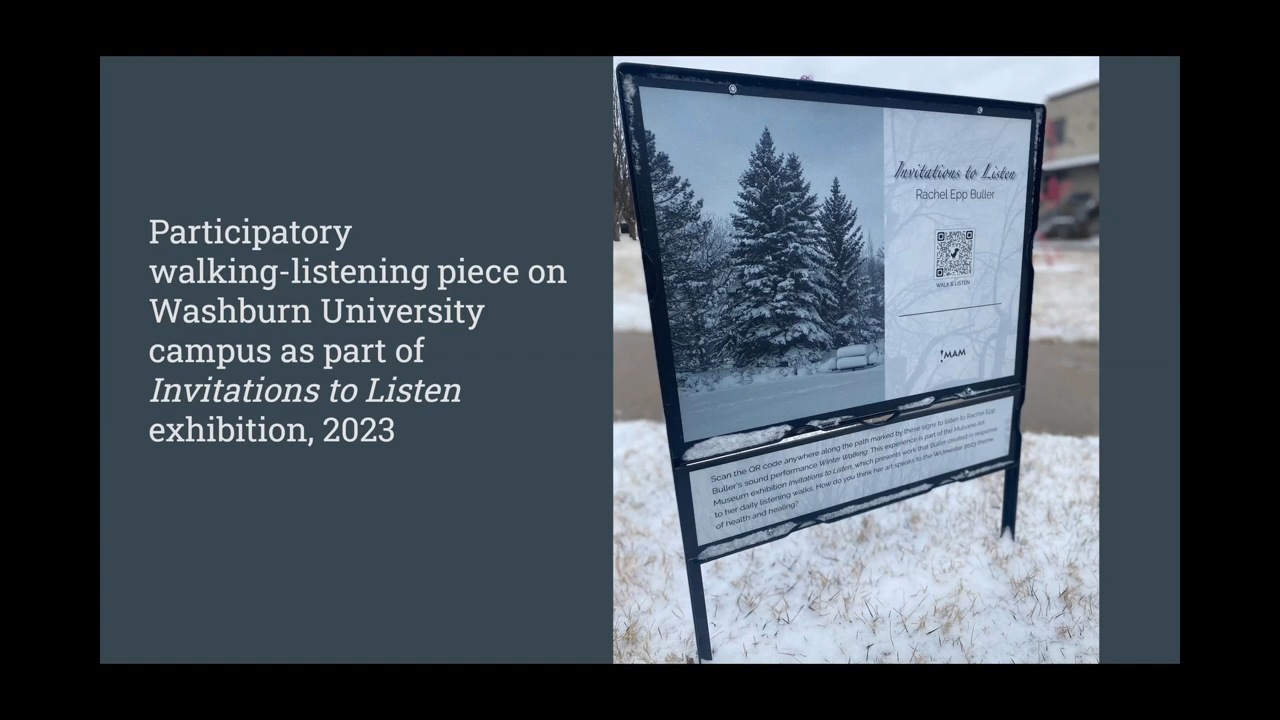 Participatory
walking-listening piece on
Washburn University
campus as part of
Invitations to Listen
exhibition, 2023
Invitations to Listen
Rachel Epp Buller
WALK & LISTEN
!MAM
Scan the QR code anywhere along the path marked by these signs to listen to Rachel Epp
Buller's sound performance Winter Walking. This experience is part of the Mulvane Art
Museum exhibition Invitations to Listen, which presents work that Buller created in response
to her daily listening walks. How do you think her art speaks to the WUmester 2023 theme
of health and healing?